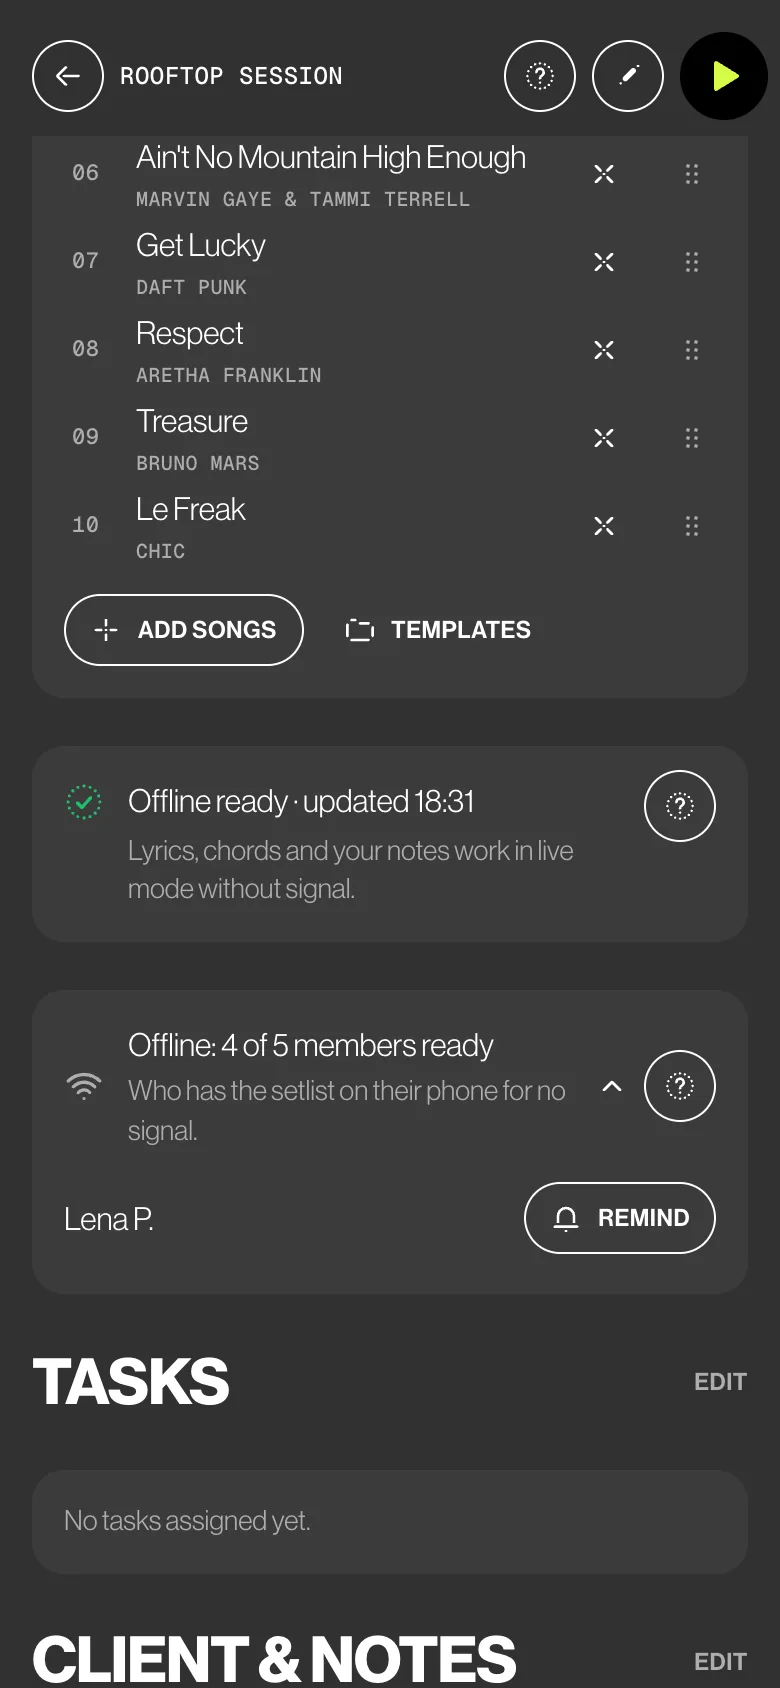 ROOFTOP SESSION
06
Ain't No Mountain High Enough
MARVIN GAYE & TAMMI TERRELL
07
Get Lucky
DAFT PUNK
08
Respect
ARETHA FRANKLIN
09
Treasure
BRUNO MARS
10
Le Freak
CHIC
ADD SONGS
TEMPLATES
Offline ready · updated 18:31
Lyrics, chords and your notes work in live
mode without signal.
Offline: 4 of 5 members ready
Who has the setlist on their phone for no
signal.
Lena P.
REMIND
TASKS
EDIT
No tasks assigned yet.
CLIENT & NOTES
EDIT